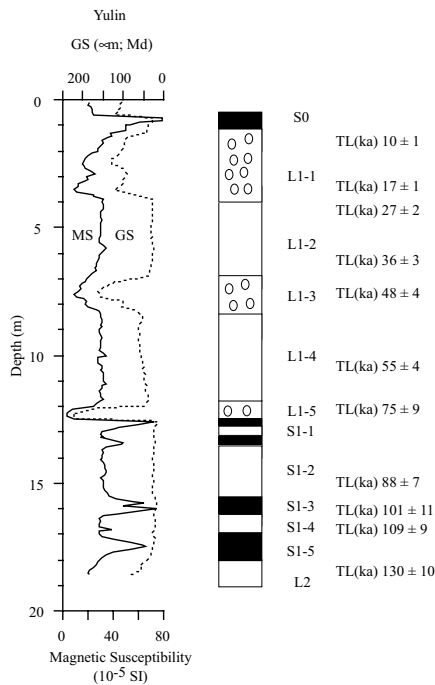 Yulin
GS (∞m; Md)
200 100 0
0
5
10
15
20
Depth (m)
MS GS
S0
L1-1
L1-2
L1-3
L1-4
L1-5
S1-1
S1-2
S1-3
S1-4
S1-5
L2
TL(ka) 10 ± 1
TL(ka) 17 ± 1
TL(ka) 27 ± 2
TL(ka) 36 ± 3
TL(ka) 48 ± 4
TL(ka) 55 ± 4
TL(ka) 75 ± 9
TL(ka) 88 ± 7
TL(ka) 101 ± 11
TL(ka) 109 ± 9
TL(ka) 130 ± 10
0 40 80
Magnetic Susceptibility
(10-5 SI)